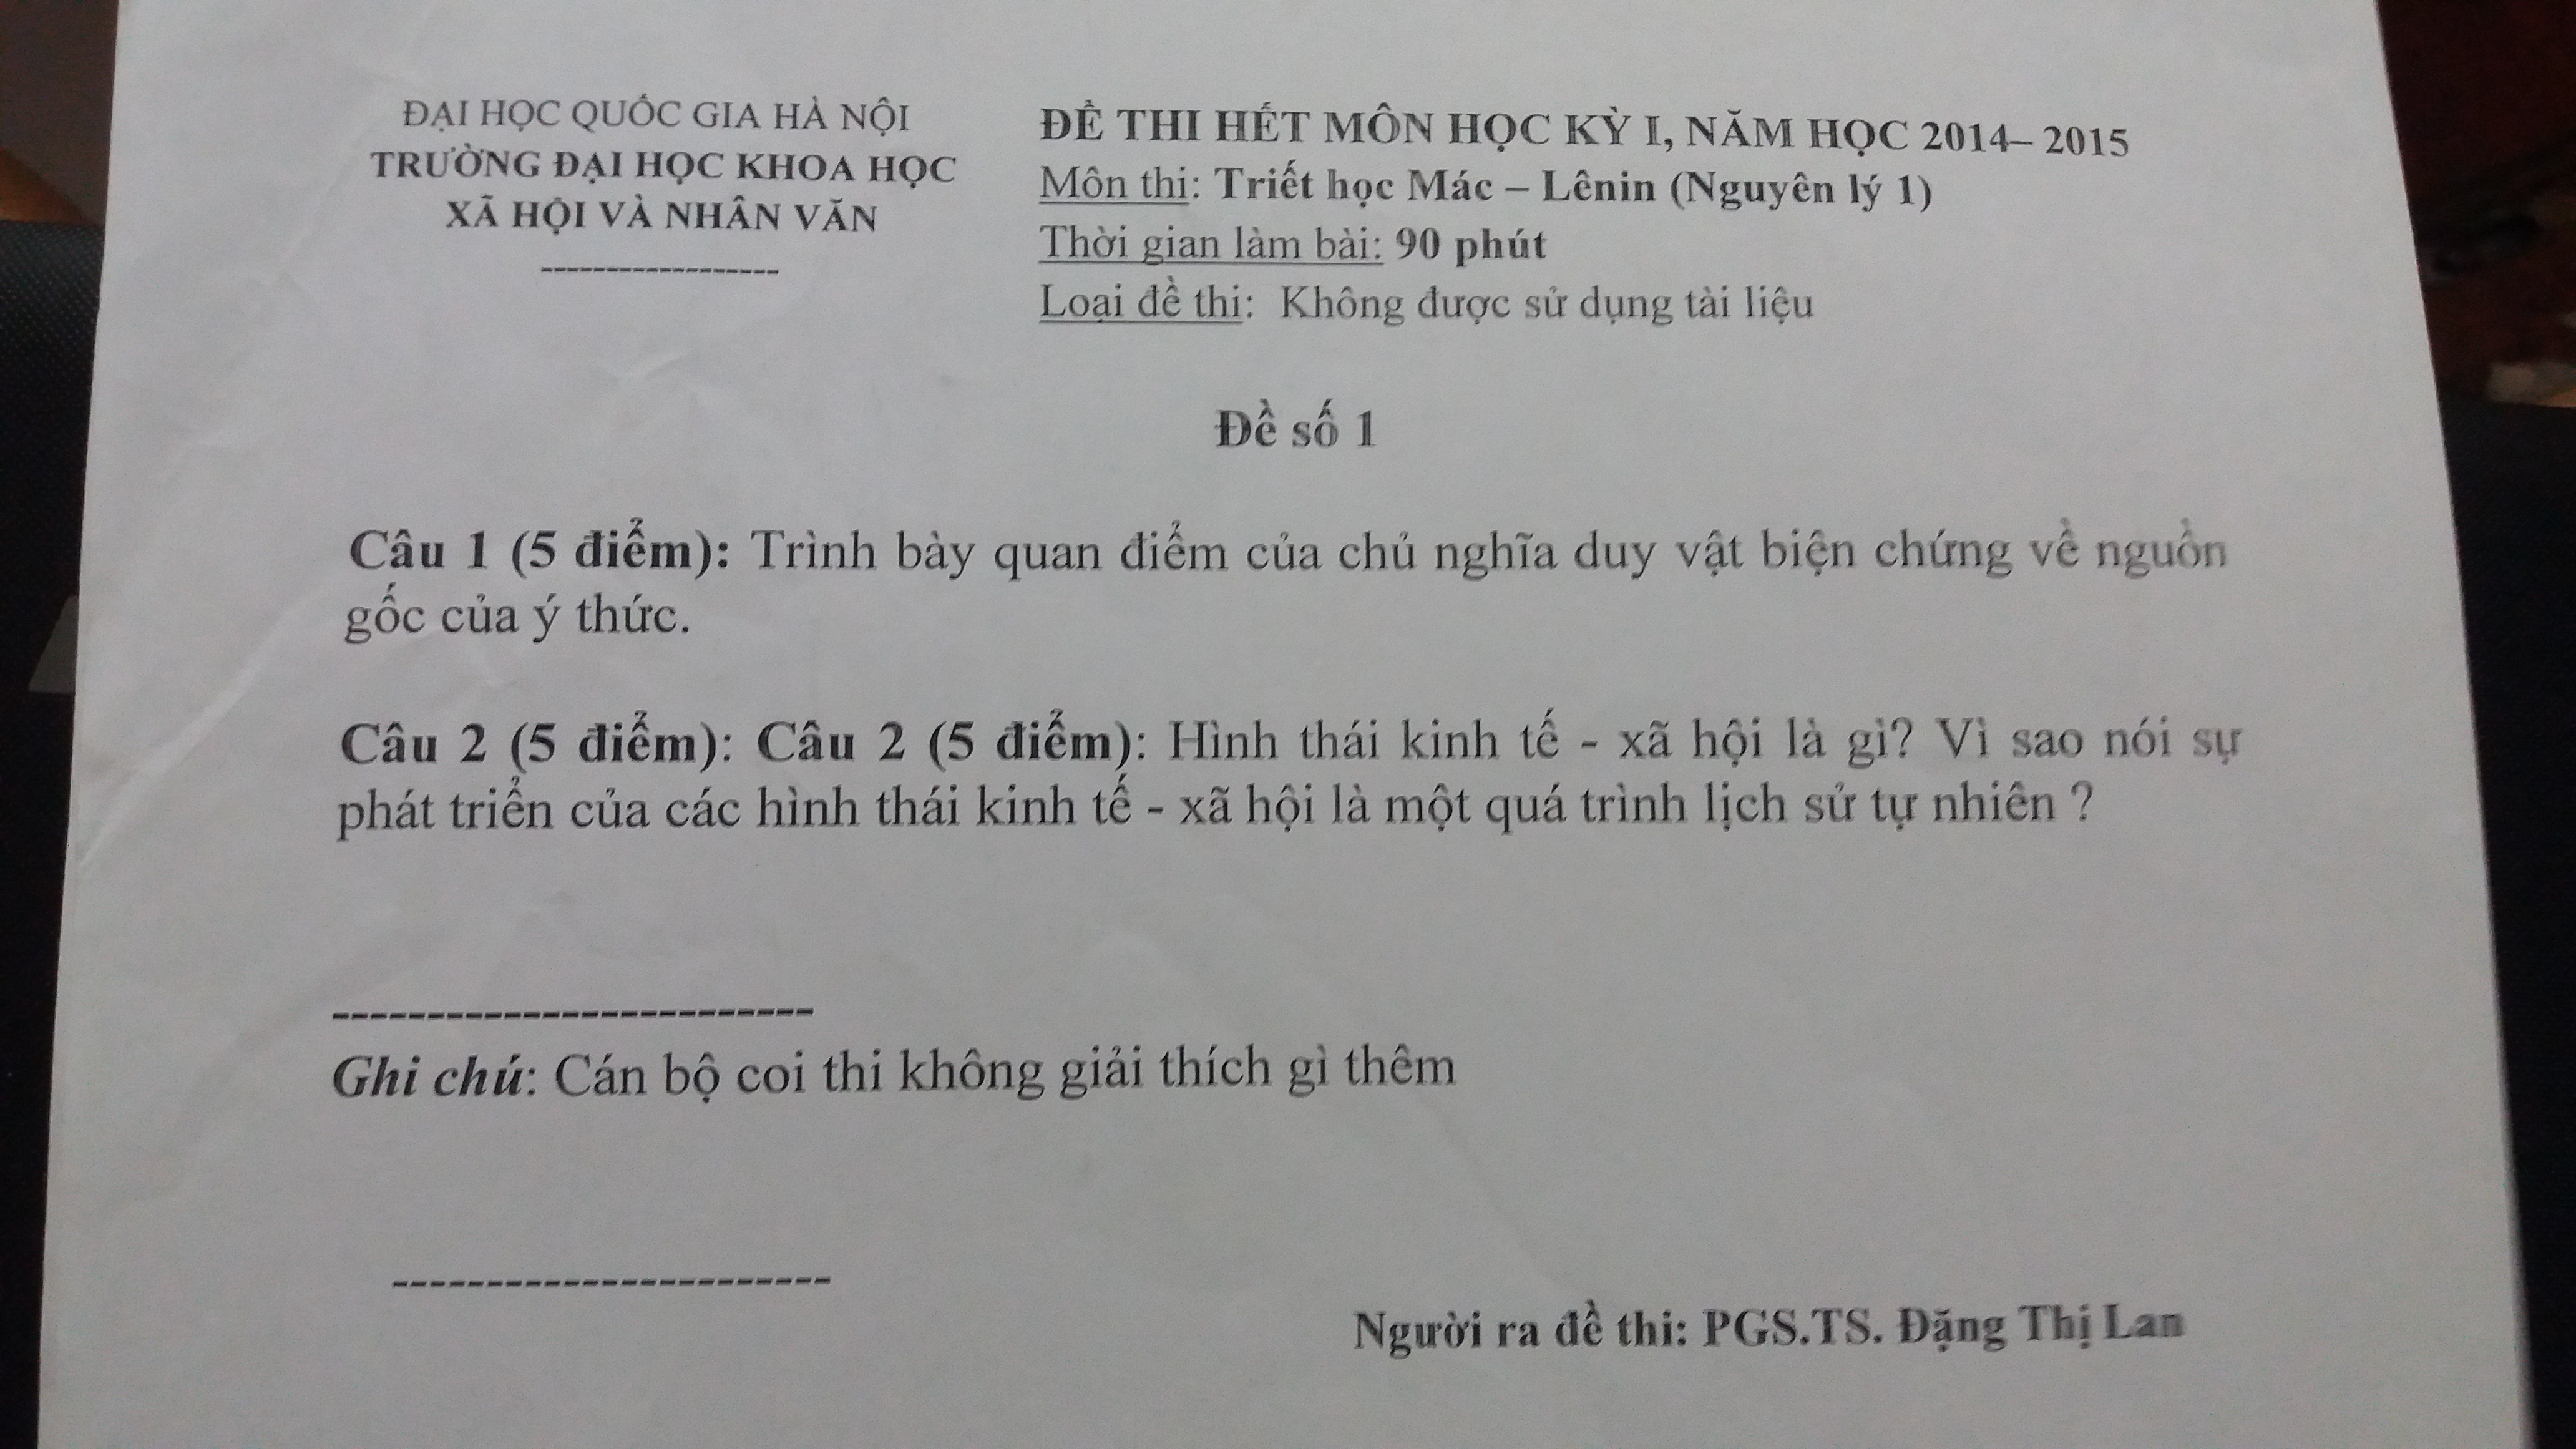 ĐẠI HỌC QUỐC GIA HÀ NỘI
TRƯỜNG ĐẠI HỌC KHOA HỌC
XÃ HỘI VÀ NHÂN VĂN
------------------
ĐỀ THI HẾT MÔN HỌC KỲ I, NĂM HỌC 2014– 2015
Môn thi: Triết học Mác – Lênin (Nguyên lý 1)
Thời gian làm bài: 90 phút
Loại đề thi: Không được sử dụng tài liệu
Đề số 1
Câu 1 (5 điểm): Trình bày quan điểm của chủ nghĩa duy vật biện chứng về nguồn
gốc của ý thức.
Câu 2 (5 điểm): Câu 2 (5 điểm): Hình thái kinh tế - xã hội là gì? Vì sao nói sự
phát triển của các hình thái kinh tế - xã hội là một quá trình lịch sử tự nhiên ?
-------------------------
Ghi chú: Cán bộ coi thi không giải thích gì thêm
------------------------
Người ra đề thi: PGS.TS. Đặng Thị Lan